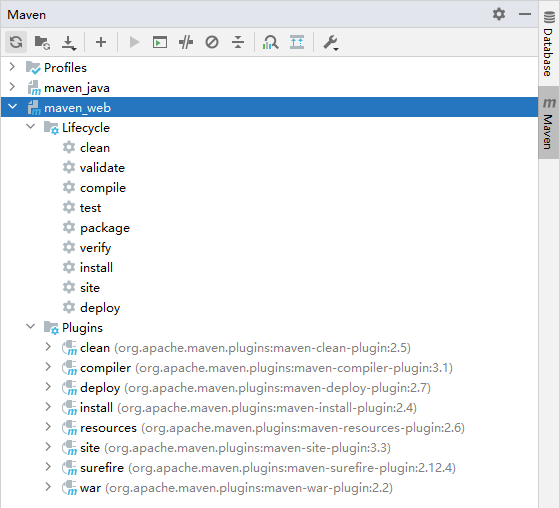 Maven
Profiles
maven_java
maven_web
Lifecycle
clean
validate
compile
test
package
verify
install
site
deploy
Plugins
clean (org.apache.maven.plugins:maven-clean-plugin:2.5)
compiler (org.apache.maven.plugins:maven-compiler-plugin:3.1)
deploy (org.apache.maven.plugins:maven-deploy-plugin:2.7)
install (org.apache.maven.plugins:maven-install-plugin:2.4)
resources (org.apache.maven.plugins:maven-resources-plugin:2.6)
site (org.apache.maven.plugins:maven-site-plugin:3.3)
surefire (org.apache.maven.plugins:maven-surefire-plugin:2.12.4)
war (org.apache.maven.plugins:maven-war-plugin:2.2)
Database
m Maven